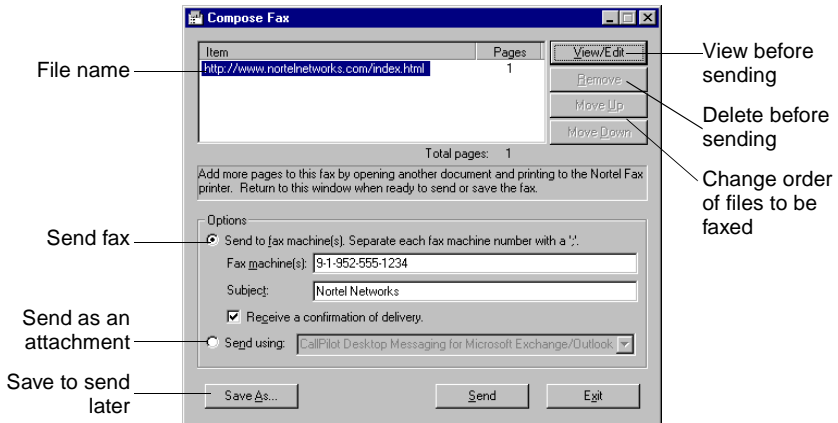 Compose Fax
Item Pages
http://www.nortelnetworks.com/index.html 1
View/Edit
Remove
Move Up
Move Down
Total pages: 1
Add more pages to this fax by opening another document and printing to the Nortel Fax
printer. Return to this window when ready to send or save the fax.
Options
Send to fax machine(s). Separate each fax machine number with a ';'.
Fax machine(s): 9-1-952-555-1234
Subject: Nortel Networks
Receive a confirmation of delivery.
Send using: CallPilot Desktop Messaging for Microsoft Exchange/Outlook
Save As... Send Exit
File name
Send fax
Send as an
attachment
Save to send
later
View before
sending
Delete before
sending
Change order
of files to be
faxed